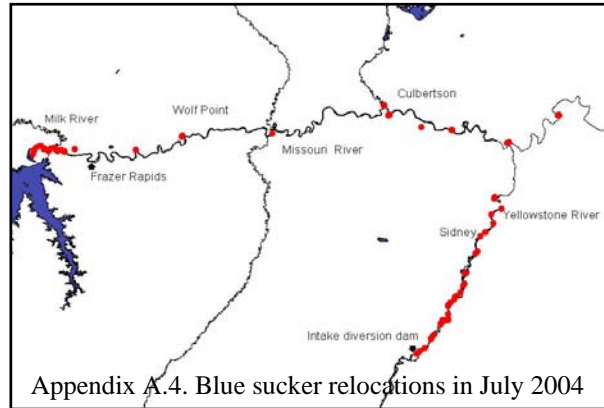 Culbertson
Wolf Point
Milk River
Missouri River
Frazer Rapids
Yellowstone River
Sidney
Intake diversion dam
Appendix A.4. Blue sucker relocations in July 2004